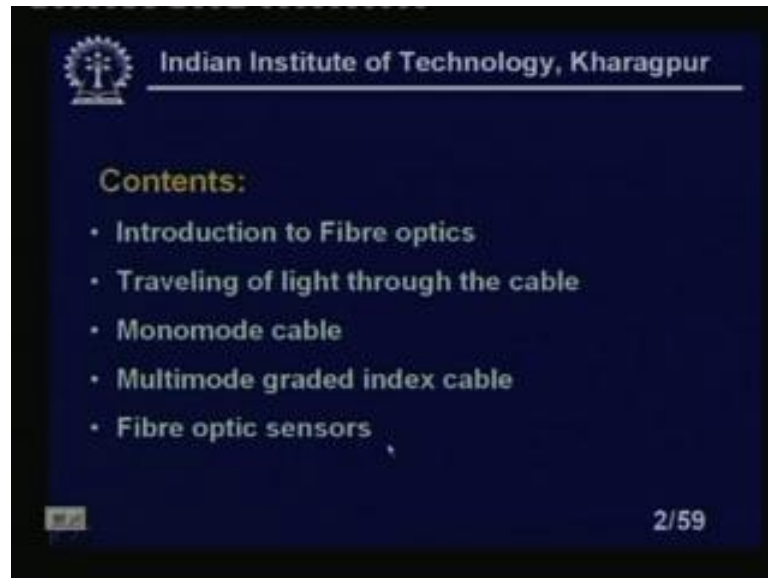 Indian Institute of Technology, Kharagpur
Contents:
• Introduction to Fibre optics
• Traveling of light through the cable
• Monomode cable
• Multimode graded index cable
• Fibre optic sensors
2/59